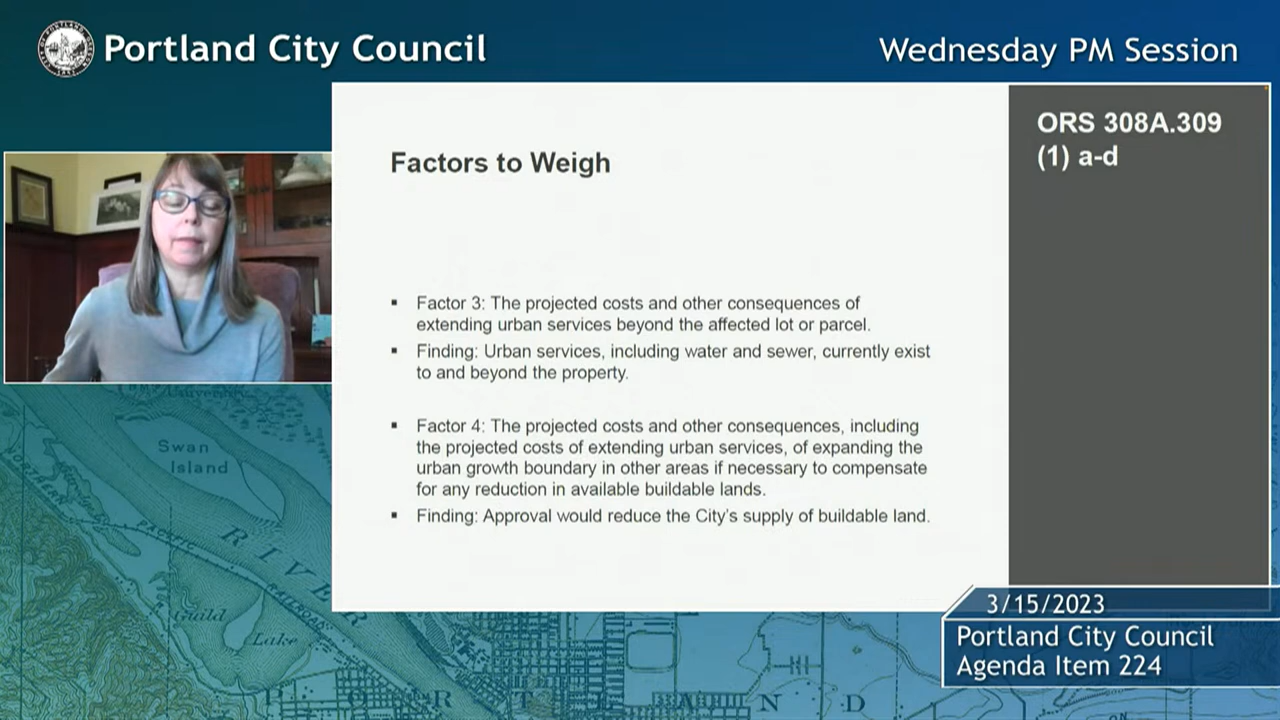 Portland City Council
Wednesday PM Session
ORS 308A.309
(1) a-d
Factors to Weigh
▪ Factor 3: The projected costs and other consequences of
extending urban services beyond the affected lot or parcel.
▪ Finding: Urban services, including water and sewer, currently exist
to and beyond the property.
▪ Factor 4: The projected costs and other consequences, including
the projected costs of extending urban services, of expanding the
urban growth boundary in other areas if necessary to compensate
for any reduction in available buildable lands.
▪ Finding: Approval would reduce the City's supply of buildable land.
University
Swan
Island
NORTHERN
PACIFIC
RAILROAD
RIVER
Guild
Lake
3/15/2023
Portland City Council
Agenda Item 224